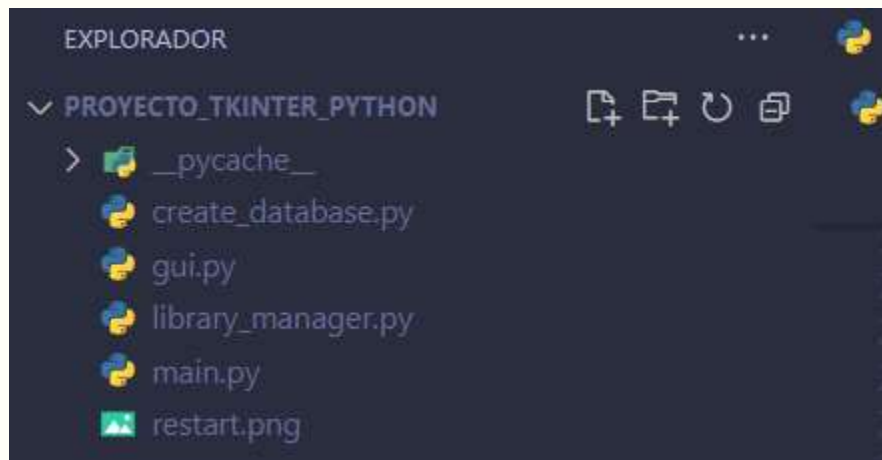 EXPLORADOR
PROYECTO_TKINTER_PYTHON
__pycache__
create_database.py
gui.py
library_manager.py
main.py
restart.png